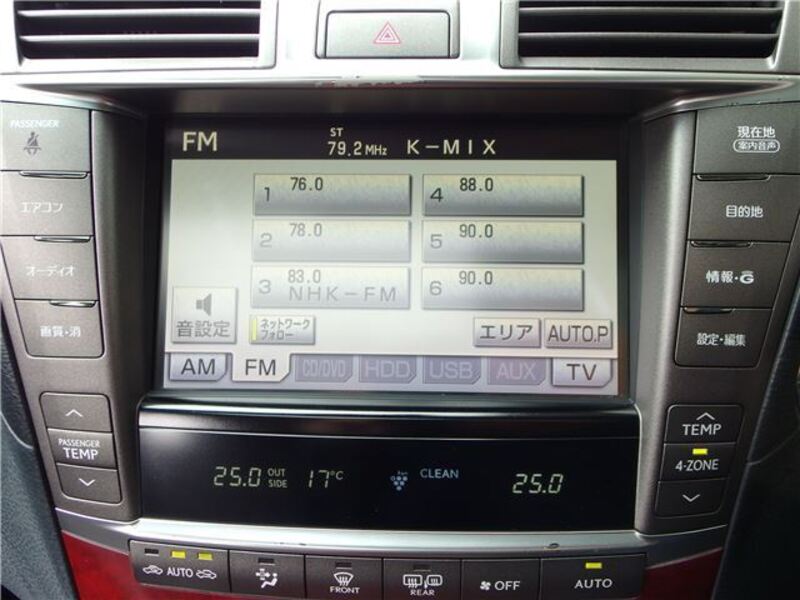 PASSENGER
エアコン
オーディオ
画質・消
FM
ST
79.2 MHz K-MIX
1 76.0
4 88.0
2 78.0
5 90.0
3 83.0 NHK-FM
6 90.0
音設定
ネットワーク
フォロー
エリア
AUTO.P
AM FM CD/DVD HDD USB AUX TV
現在地
案内音声
目的地
情報・G
設定・編集
PASSENGER
TEMP
TEMP
4-ZONE
25.0 OUT SIDE 17°C CLEAN 25.0
AUTO
FRONT
REAR
OFF
AUTO